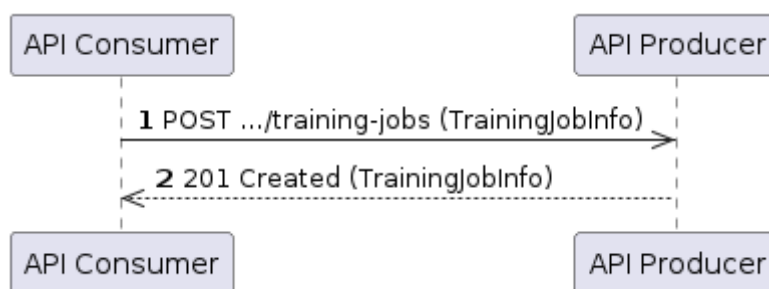 API Consumer API Producer
1 POST .../training-jobs (TrainingJobInfo)
2 201 Created (TrainingJobInfo)
API Consumer API Producer